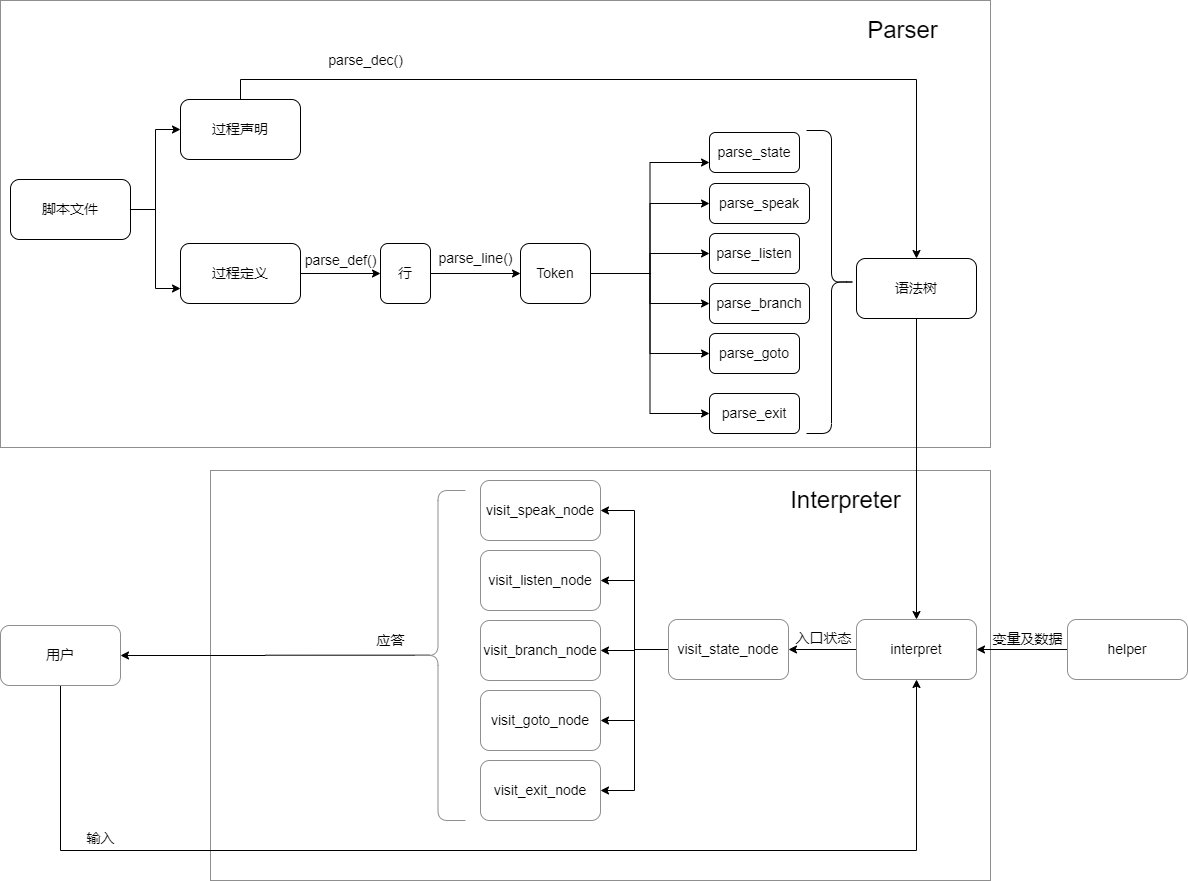 Parser
parse_dec()
过程声明
脚本文件
过程定义
parse_def()
行
parse_line()
Token
parse_state
parse_speak
parse_listen
parse_branch
parse_goto
parse_exit
语法树
Interpreter
visit_speak_node
visit_listen_node
visit_branch_node
visit_goto_node
visit_exit_node
应答
用户
visit_state_node
入口状态
interpret
变量及数据
helper
输入